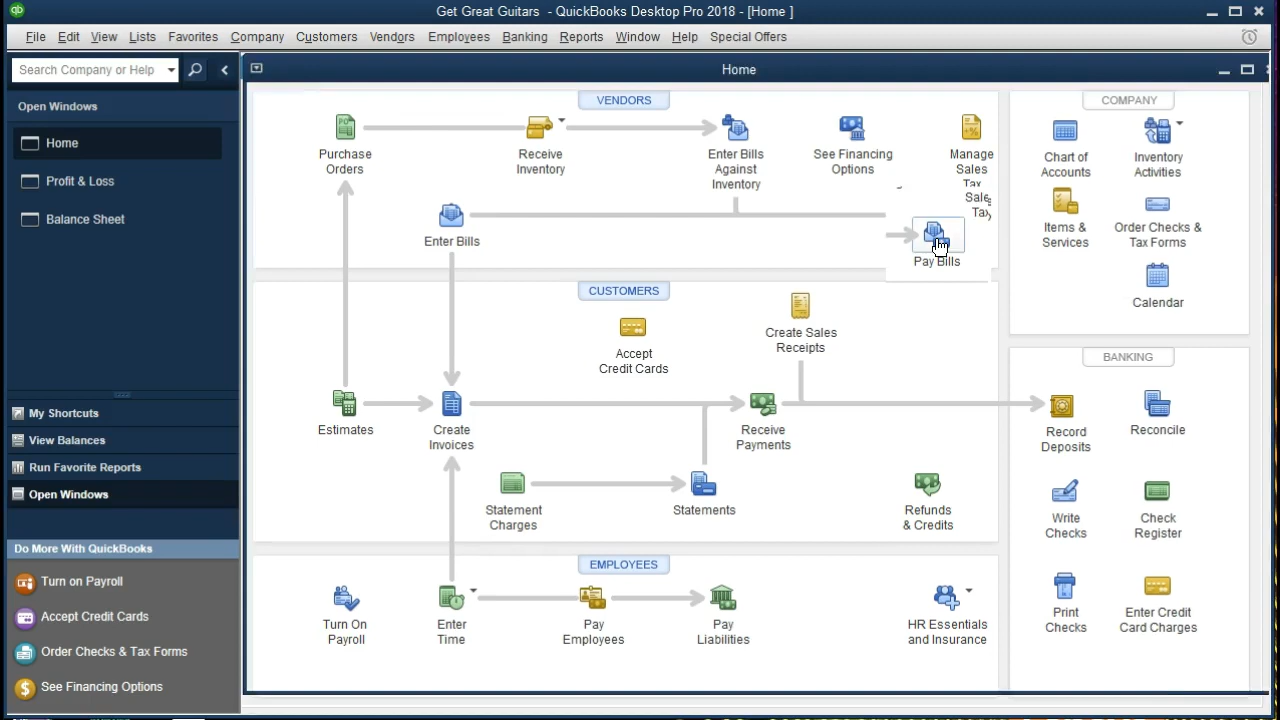 Get Great Guitars - QuickBooks Desktop Pro 2018 - [Home ]
File Edit View Lists Favorites Company Customers Vendors Employees Banking Reports Window Help Special Offers
Search Company or Help
Home
Open Windows
Home
Profit & Loss
Balance Sheet
My Shortcuts
View Balances
Run Favorite Reports
Open Windows
Do More With QuickBooks
Turn on Payroll
Accept Credit Cards
Order Checks & Tax Forms
See Financing Options
VENDORS
Purchase
Orders
Receive
Inventory
Enter Bills
Against
Inventory
See Financing
Options
Manage
Sales
Tax
Sales
Tax
Enter Bills
Pay Bills
CUSTOMERS
Accept
Credit Cards
Create Sales
Receipts
Estimates
Create
Invoices
Receive
Payments
Statement
Charges
Statements
Refunds
& Credits
EMPLOYEES
Turn On
Payroll
Enter
Time
Pay
Employees
Pay
Liabilities
HR Essentials
and Insurance
COMPANY
Chart of
Accounts
Inventory
Activities
Items &
Services
Order Checks &
Tax Forms
Calendar
BANKING
Record
Deposits
Reconcile
Write
Checks
Check
Register
Print
Checks
Enter Credit
Card Charges